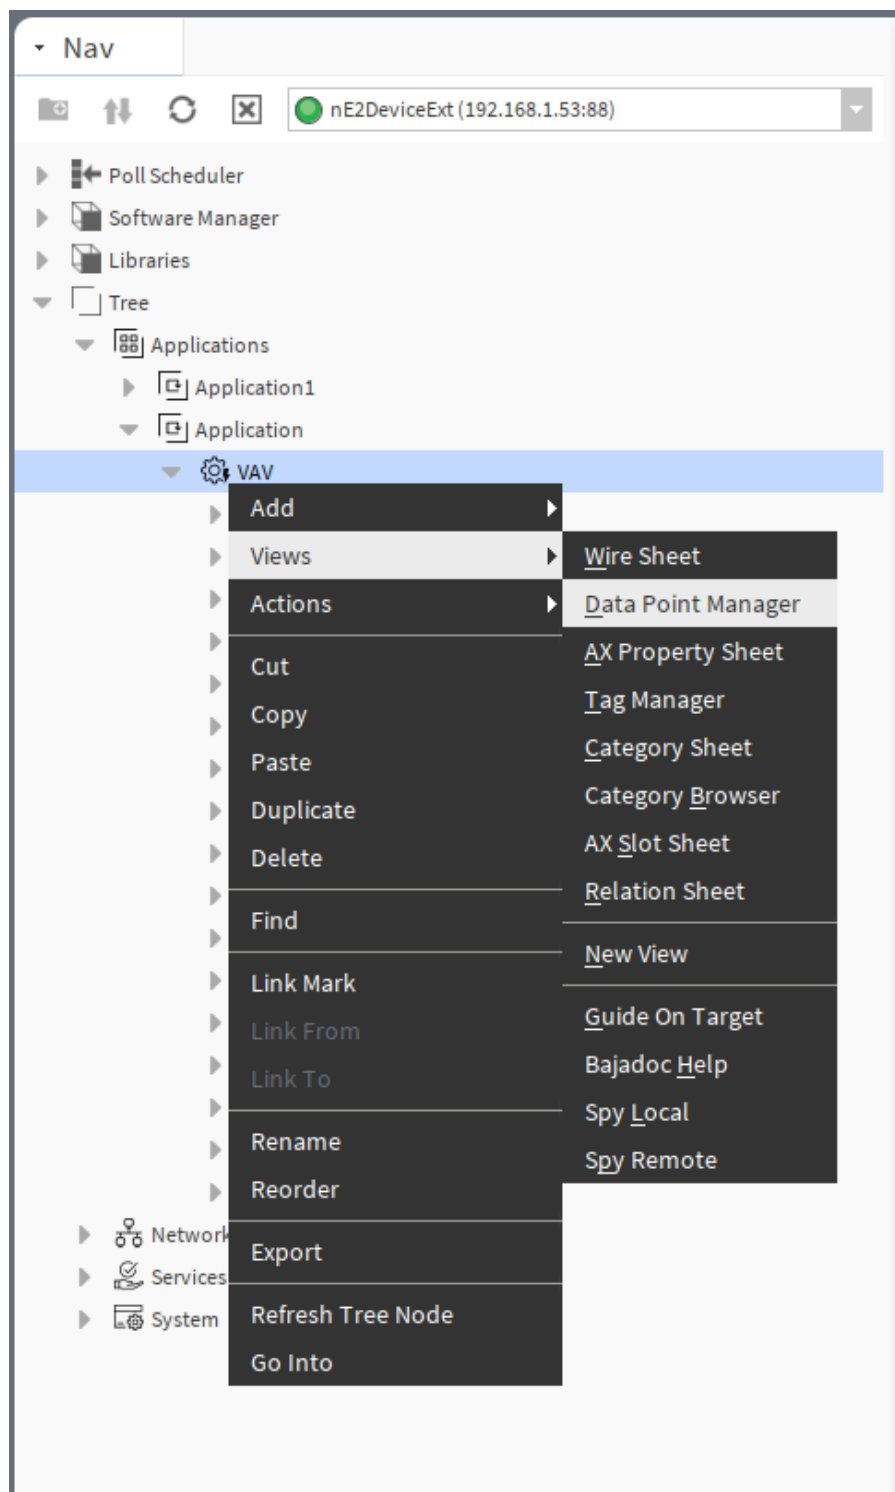 Nav
nE2DeviceExt (192.168.1.53:88)
Poll Scheduler
Software Manager
Libraries
Tree
Applications
Application1
Application
VAV
Add
Views
Actions
Cut
Copy
Paste
Duplicate
Delete
Find
Link Mark
Link From
Link To
Rename
Reorder
Export
Refresh Tree Node
Go Into
Wire Sheet
Data Point Manager
AX Property Sheet
Tag Manager
Category Sheet
Category Browser
AX Slot Sheet
Relation Sheet
New View
Guide On Target
Bajadoc Help
Spy Local
Spy Remote
Network
Services
System